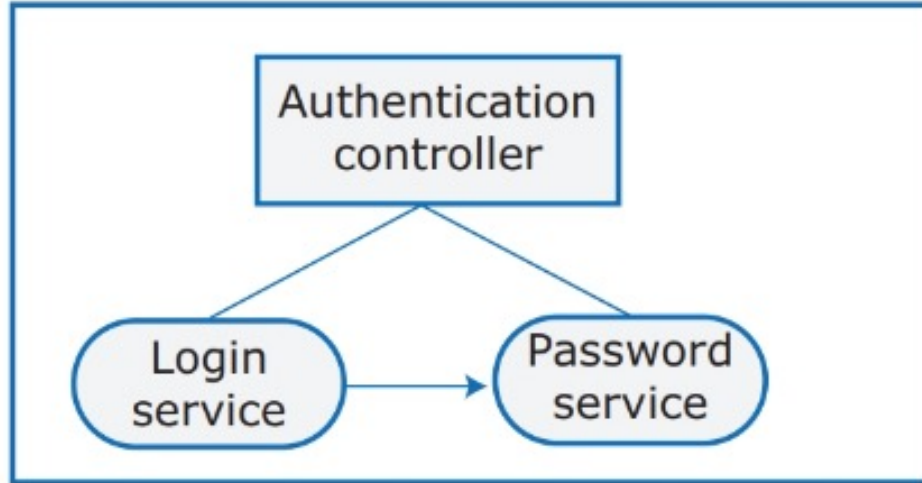 Authentication
controller
Login
service
Password
service